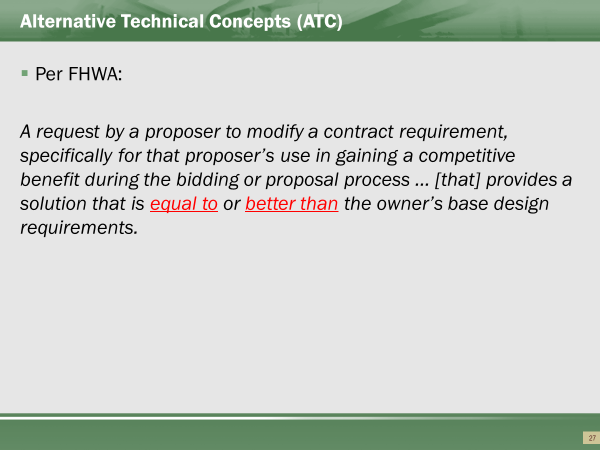 Alternative Technical Concepts (ATC)
Per FHWA:
A request by a proposer to modify a contract requirement,
specifically for that proposer’s use in gaining a competitive
benefit during the bidding or proposal process ... [that] provides a
solution that is equal to or better than the owner’s base design
requirements.
27